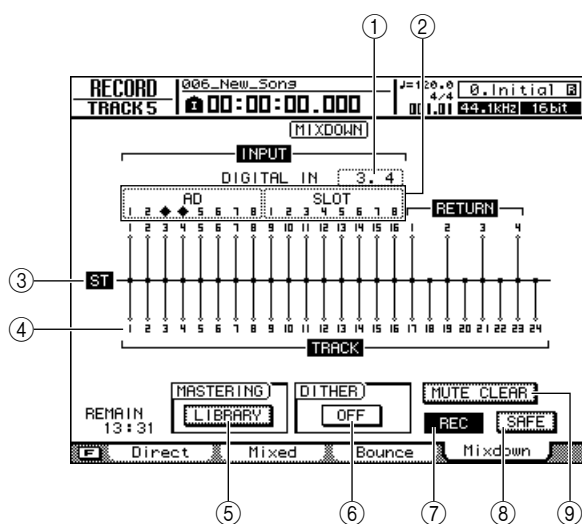 ① ②
RECORD 006_New_Song ♩=120.0 0.Initial R
TRACK 5 00:00:00.000 4/4 001.01 44.1kHz 16bit
MIXDOWN
INPUT
DIGITAL IN 3. 4
AD SLOT
1 2 ◆ ◆ 5 6 7 8 1 2 3 4 5 6 7 8 RETURN
1 2 3 4 5 6 7 8 9 10 11 12 13 14 15 16 1 2 3 4
③ ST
④ 1 2 3 4 5 6 7 8 9 10 11 12 13 14 15 16 17 18 19 20 21 22 23 24
TRACK
MASTERING DITHER MUTE CLEAR
REMAIN LIBRARY OFF REC SAFE
13:31
F Direct Mixed Bounce Mixdown
⑤ ⑥ ⑦ ⑧ ⑨